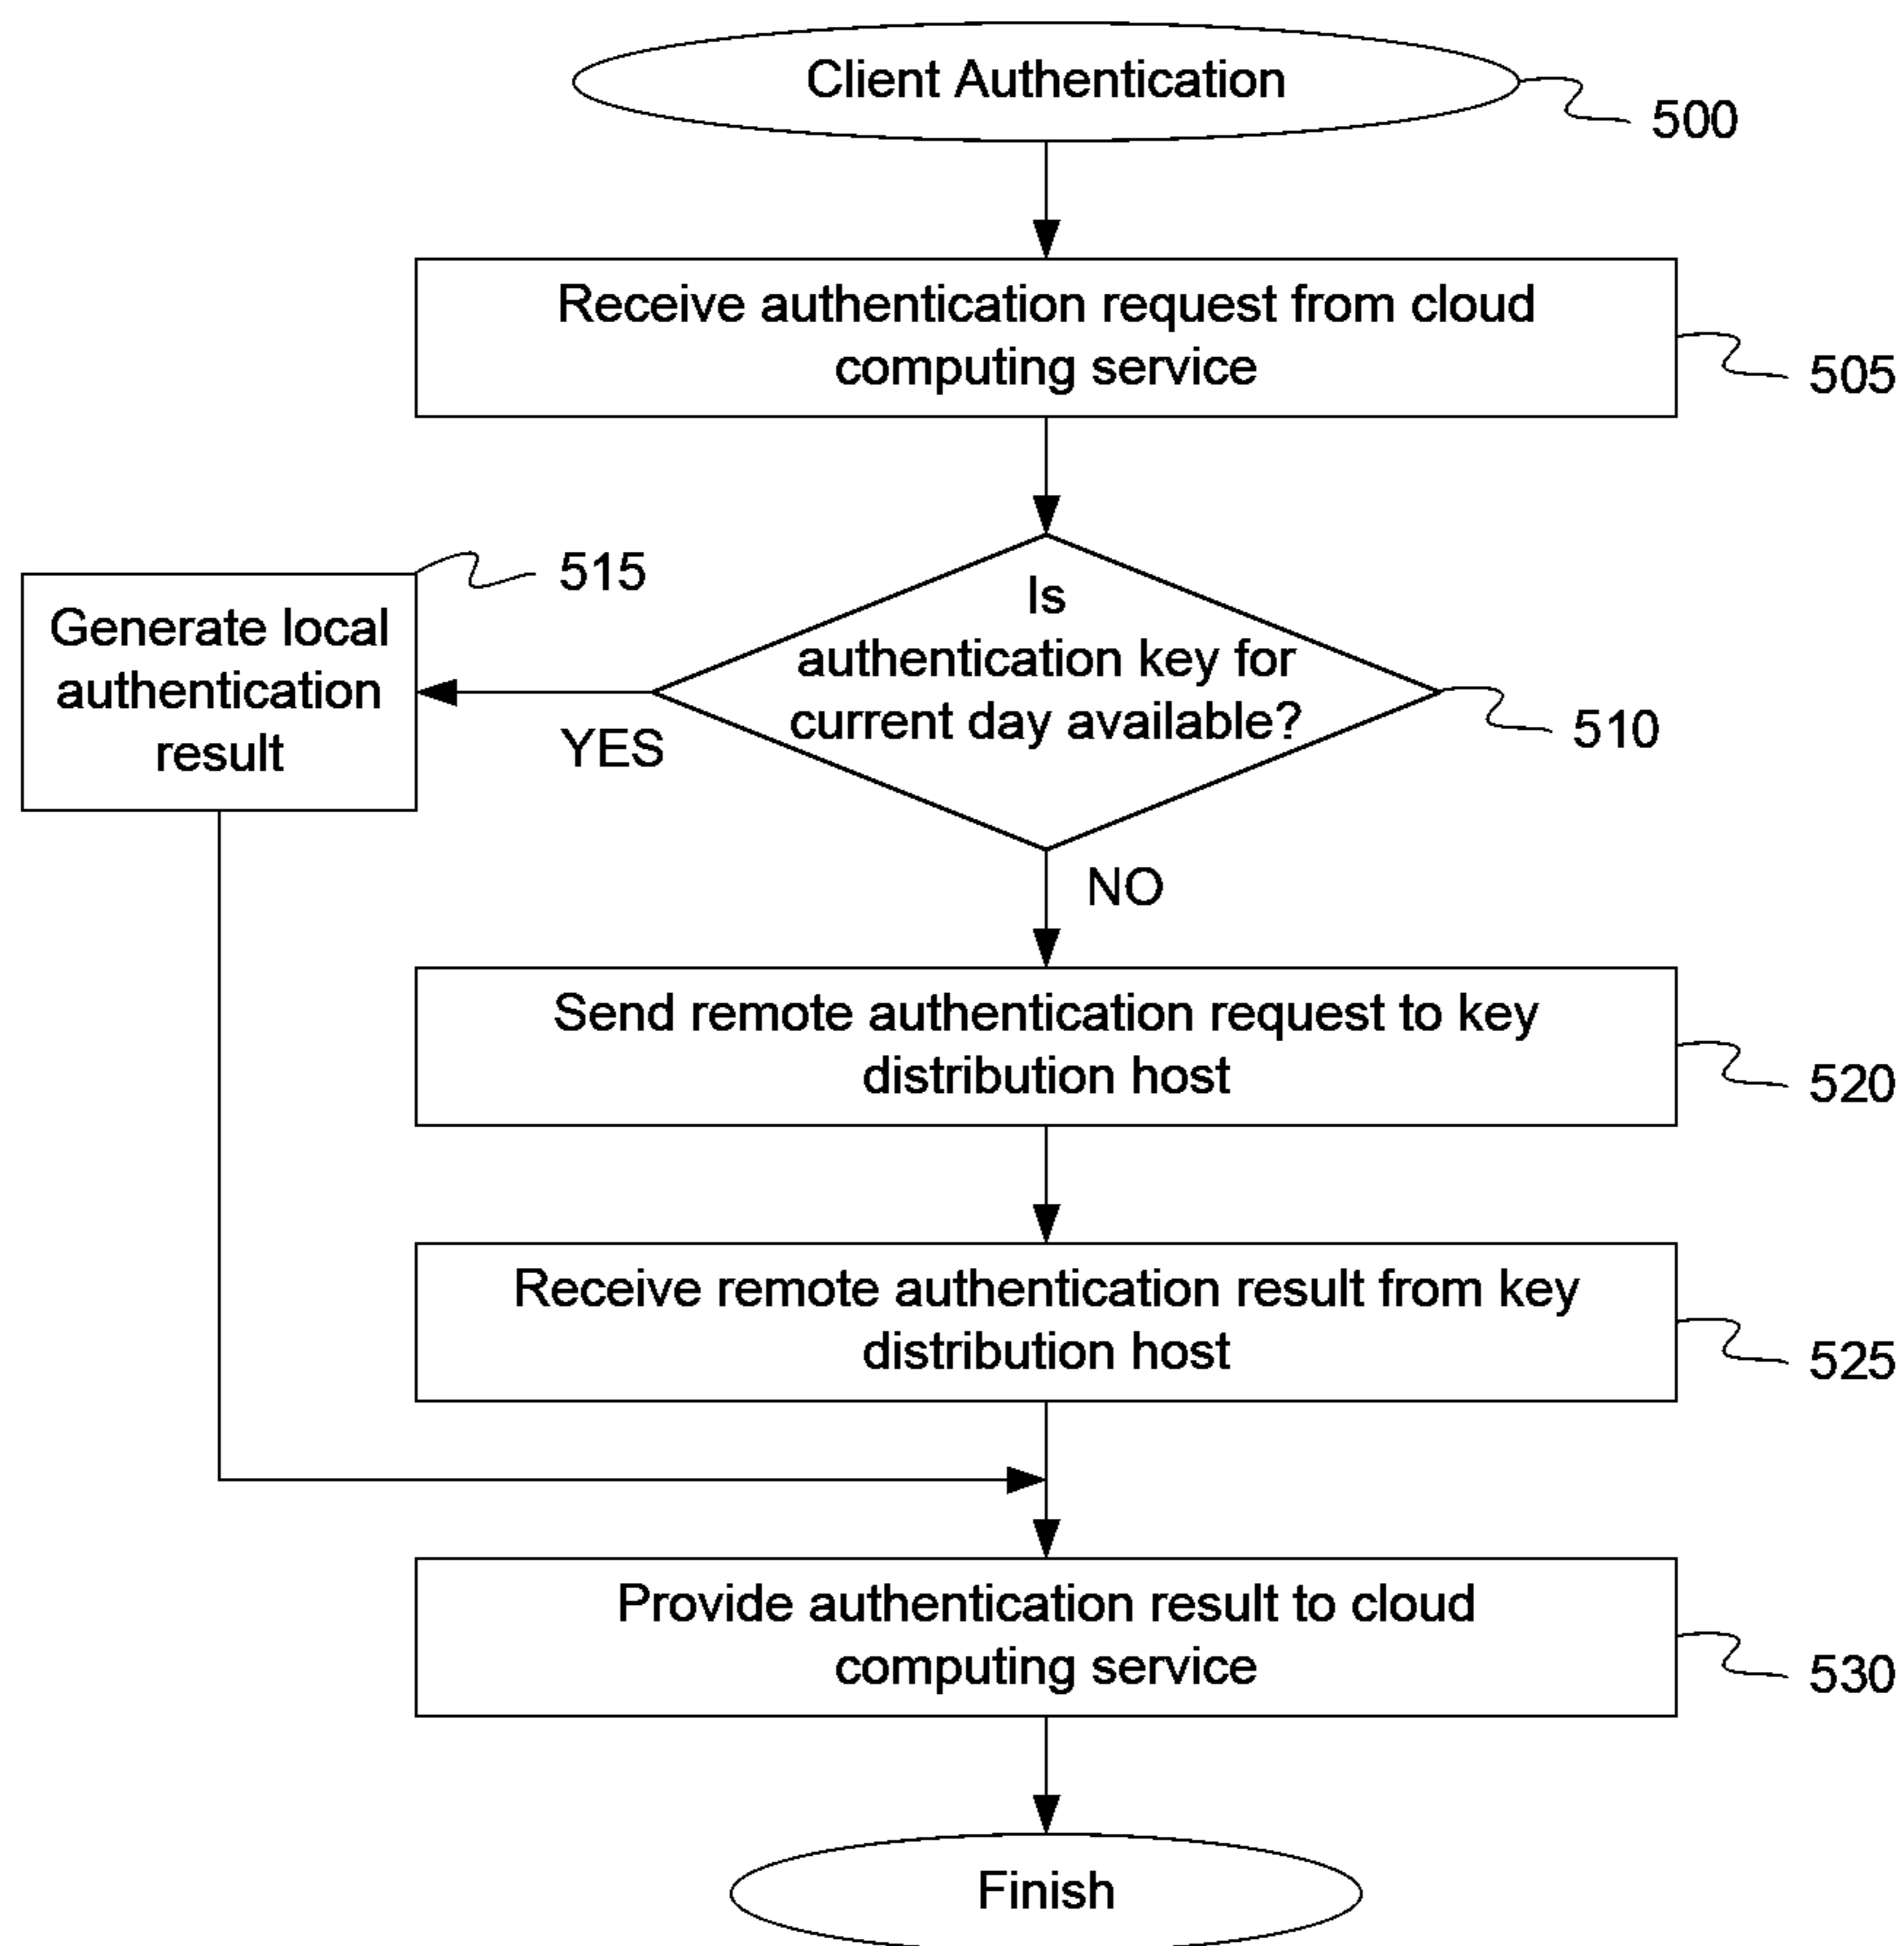 Client Authentication
500
Receive authentication request from cloud
computing service
505
515
Generate local
authentication
result
Is
authentication key for
current day available?
510
YES
NO
Send remote authentication request to key
distribution host
520
Receive remote authentication result from key
distribution host
525
Provide authentication result to cloud
computing service
530
Finish